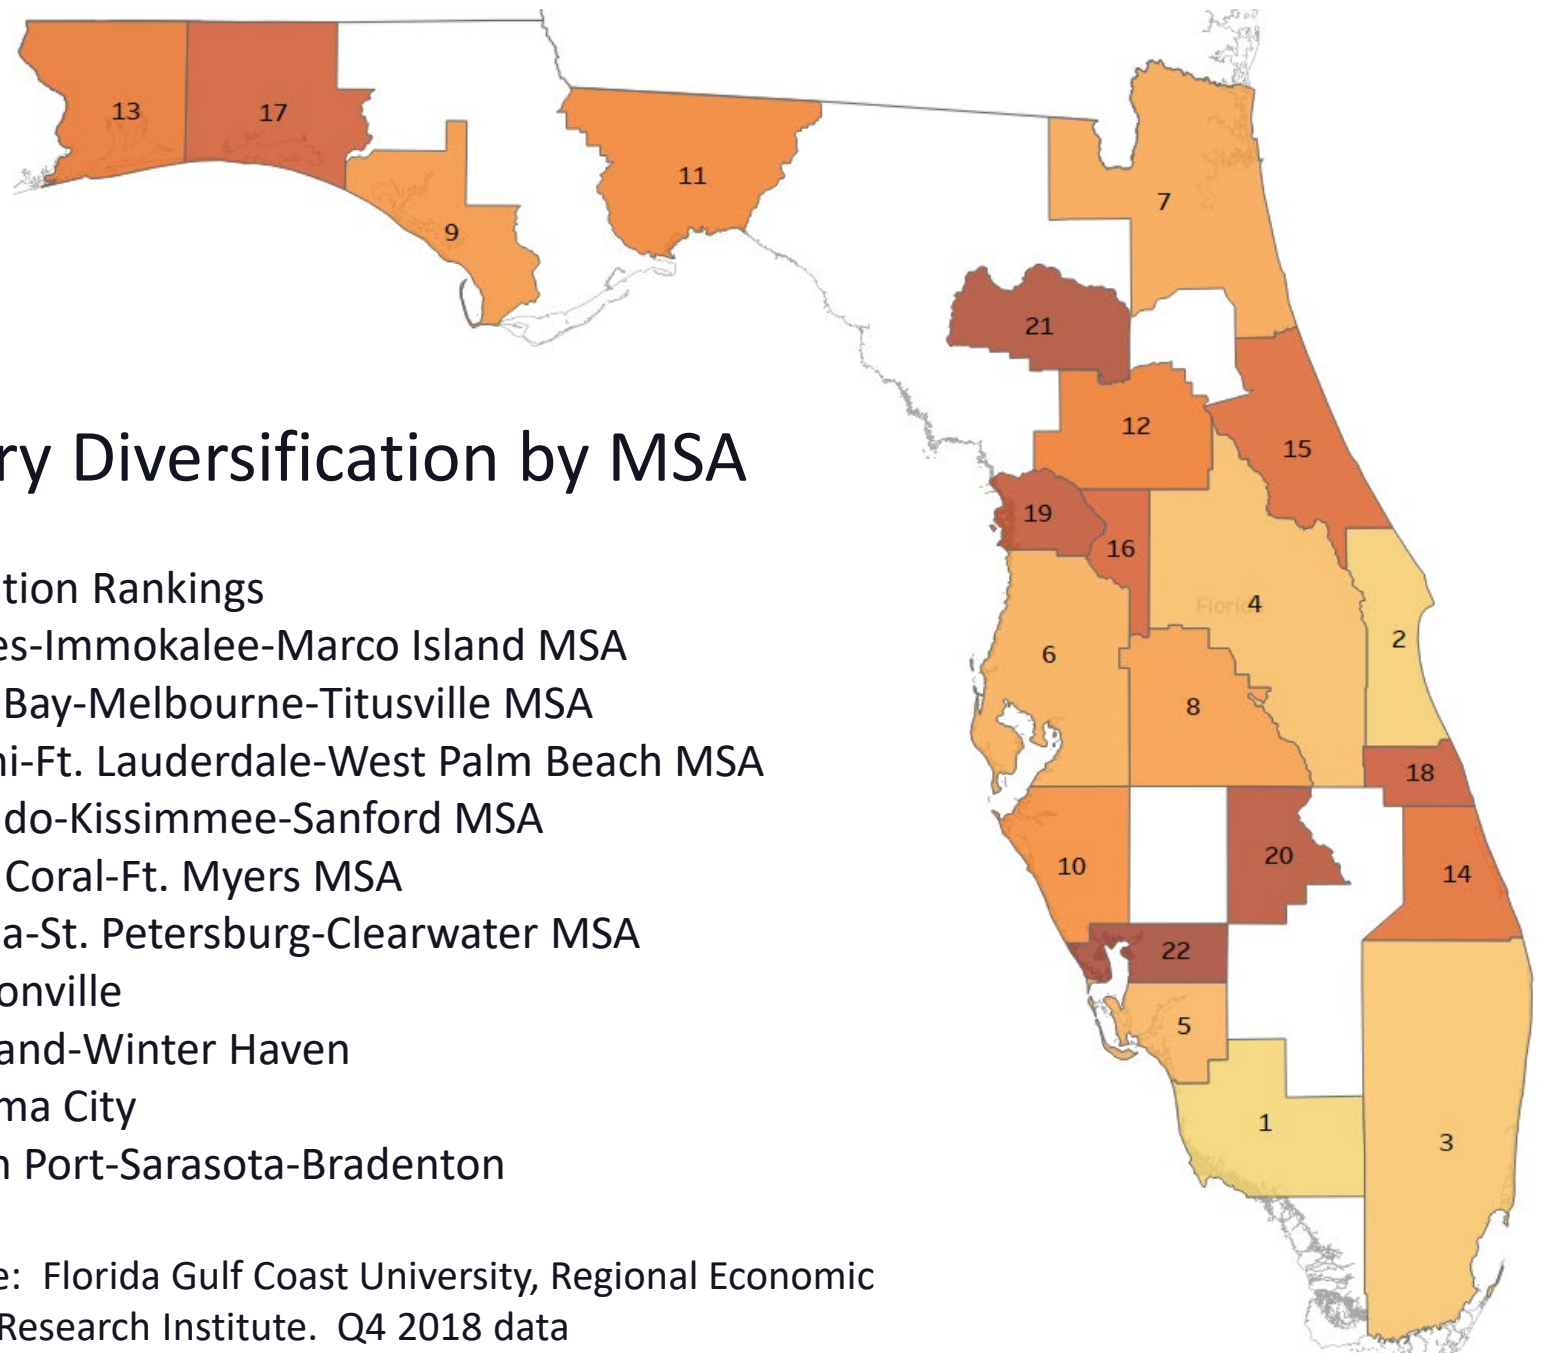 13
17
11
9
7
21
12
15
19
16
4
2
6
8
18
10
20
14
22
5
1
3
ry Diversification by MSA
tion Rankings
es-Immokalee-Marco Island MSA
Bay-Melbourne-Titusville MSA
ni-Ft. Lauderdale-West Palm Beach MSA
do-Kissimmee-Sanford MSA
Coral-Ft. Myers MSA
a-St. Petersburg-Clearwater MSA
onville
and-Winter Haven
ma City
n Port-Sarasota-Bradenton
e: Florida Gulf Coast University, Regional Economic
Research Institute. Q4 2018 data